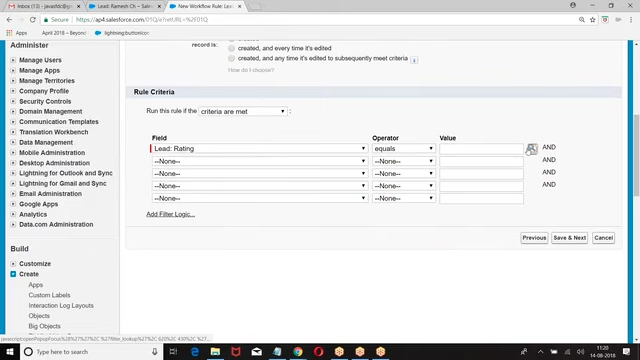 Inbox (1) - javasfdc@g
Lead: Ramesh Ch ~ Sales
New Workflow Rule: Lea
Secure
https://ap4.salesforce.com/01Q/e?retURL=%2F01Q
Apps
April 2018 – Beyond
lightning:buttonIcon
Administer
Manage Users
Manage Apps
Manage Territories
Company Profile
Security Controls
Domain Management
Communication Templates
Translation Workbench
Data Management
Mobile Administration
Desktop Administration
Lightning for Outlook and Sync
Lightning for Gmail and Sync
Email Administration
Google Apps
Analytics
Data.com Administration
Build
Customize
Create
Apps
Custom Labels
Interaction Log Layouts
Objects
Big Objects
record is:
created, and every time it's edited
created, and any time it's edited to subsequently meet criteria
How do I choose?
Rule Criteria
Run this rule if the criteria are met :
Field Operator Value
Lead: Rating equals AND
--None-- --None-- AND
--None-- --None-- AND
--None-- --None-- AND
--None-- --None--
Add Filter Logic...
Previous Save & Next Cancel
Type here to search
11:20
14-08-2018